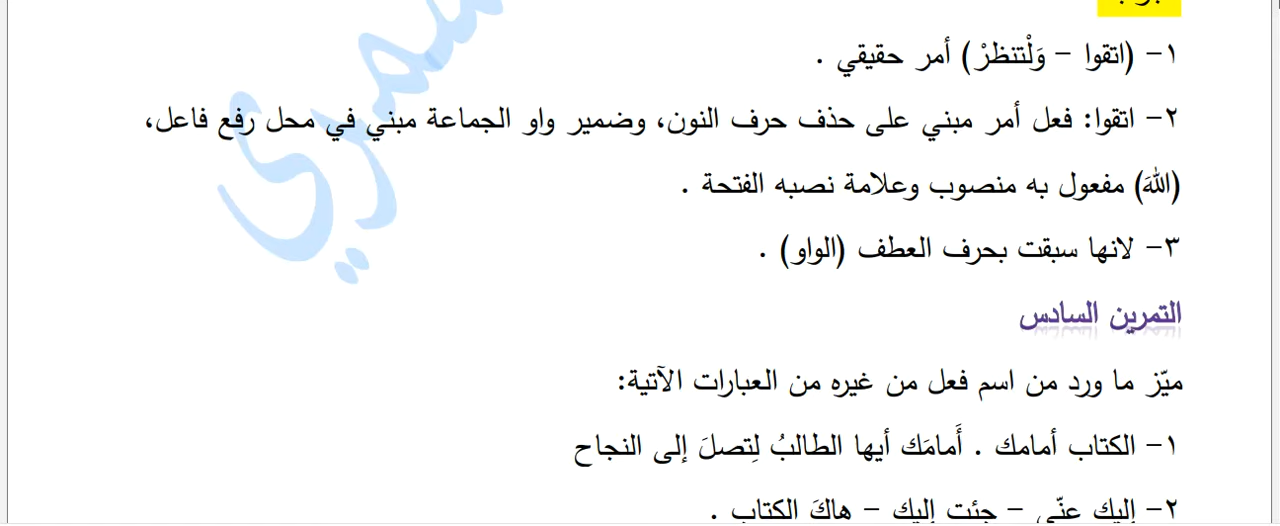 ١- (اتقوا - وَلْتنظرْ) أمر حقيقي .
٢- اتقوا: فعل أمر مبني على حذف حرف النون، وضمير واو الجماعة مبني في محل رفع فاعل،
(اللهَ) مفعول به منصوب وعلامة نصبه الفتحة .
٣- لانها سبقت بحرف العطف (الواو) .
التمرين السادس
ميّز ما ورد من اسم فعل من غيره من العبارات الآتية:
١- الكتاب أمامك . أَمامَك أيها الطالبُ لِتصلَ إلى النجاح
٢- إليك عنّي - جئت إليك - هاكَ الكتاب .